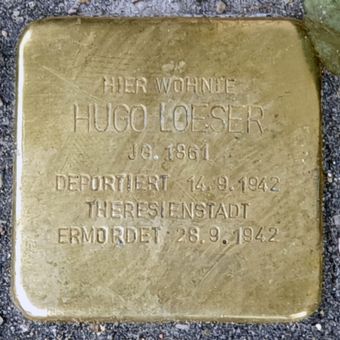 HIER WOHNTE
HUGO LOESER
JG. 1861
DEPORTIERT 14.9.1942
THERESIENSTADT
ERMORDET 28.9.1942